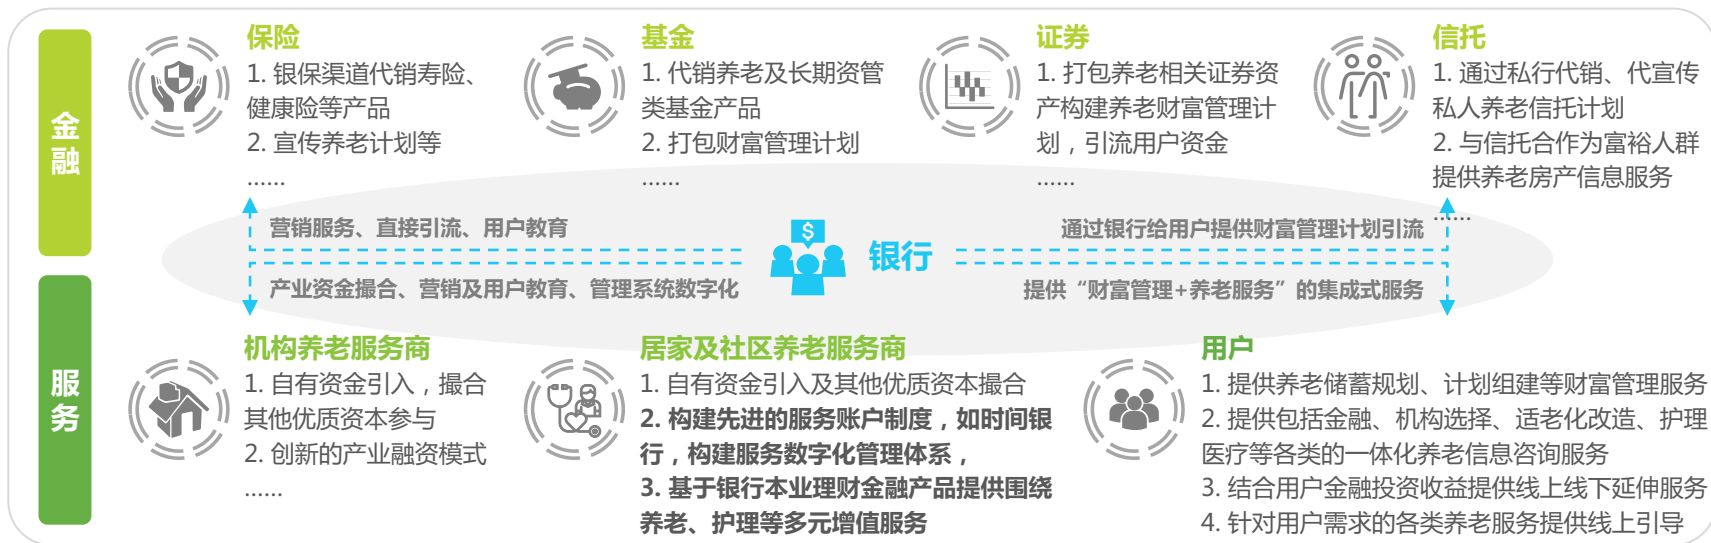 金融
保险
1. 银保渠道代销寿险、
健康险等产品
2. 宣传养老计划等
......
基金
1. 代销养老及长期资管
类基金产品
2. 打包财富管理计划
......
证券
1. 打包养老相关证券资
产构建养老财富管理计
划，引流用户资金
......
信托
1. 通过私行代销、代宣传
私人养老信托计划
2. 与信托合作为富裕人群
提供养老房产信息服务
......
营销服务、直接引流、用户教育
通过银行给用户提供财富管理计划引流
$
银行
产业资金撮合、营销及用户教育、管理系统数字化
提供“财富管理+养老服务”的集成式服务
服务
机构养老服务商
1. 自有资金引入，撮合
其他优质资本参与
2. 创新的产业融资模式
......
居家及社区养老服务商
1. 自有资金引入及其他优质资本撮合
2. 构建先进的服务账户制度，如时间银
行，构建服务数字化管理体系，
3. 基于银行本业理财金融产品提供围绕
养老、护理等多元增值服务
用户
1. 提供养老储蓄规划、计划组建等财富管理服务
2. 提供包括金融、机构选择、适老化改造、护理
医疗等各类的一体化养老信息咨询服务
3. 结合用户金融投资收益提供线上线下延伸服务
4. 针对用户需求的各类养老服务提供线上引导